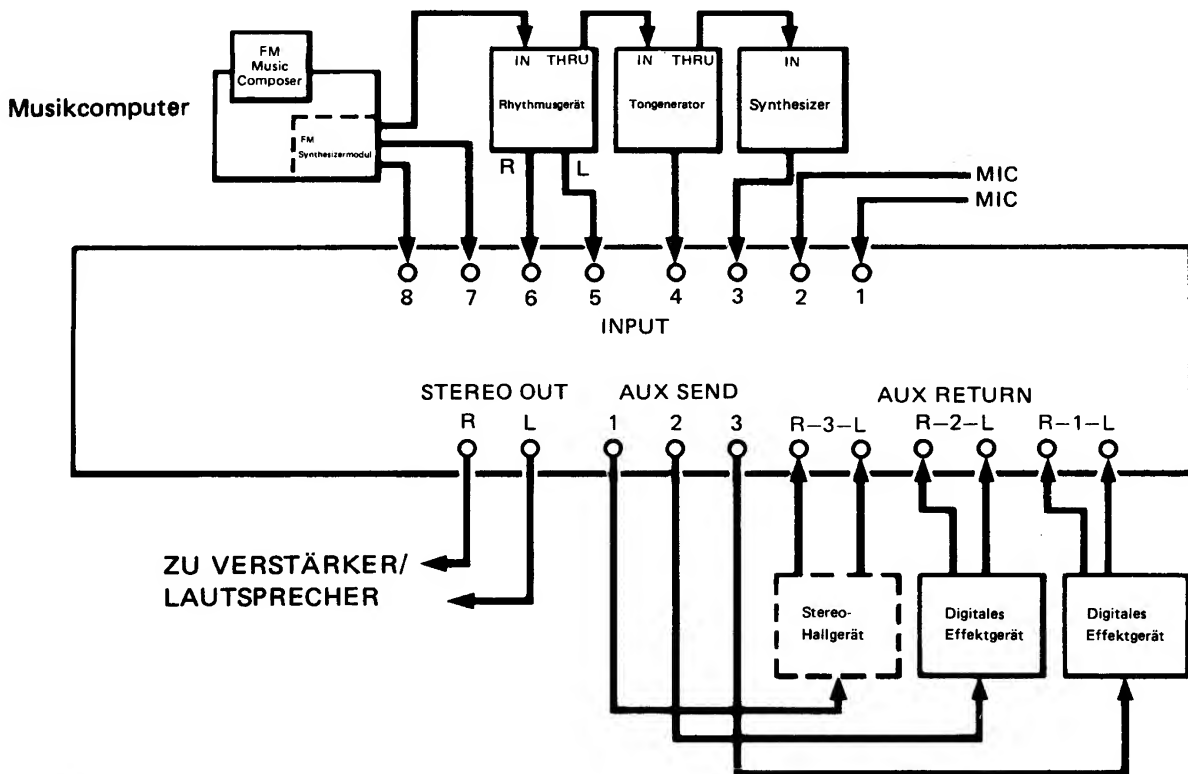 FM
Music
Composer
Musikcomputer
FM
Synthesizermodul
IN THRU
Rhythmusgerät
IN THRU
Tongenerator
IN
Synthesizer
R L
MIC
MIC
8 7 6 5 4 3 2 1
INPUT
STEREO OUT AUX SEND AUX RETURN
R L 1 2 3 R–3–L R–2–L R–1–L
ZU VERSTÄRKER/
LAUTSPRECHER
Stereo-
Hallgerät
Digitales
Effektgerät
Digitales
Effektgerät